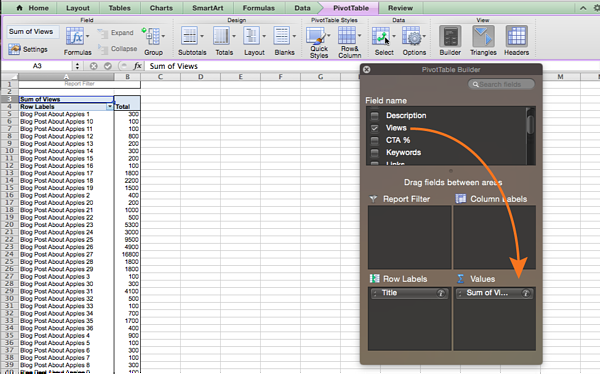 Home Layout Tables Charts SmartArt Formulas Data PivotTable Review
Field Design PivotTable Styles Data View
Sum of Views
Settings
Formulas
Expand
Collapse
Group
Subtotals
Totals
Layout
Blanks
Quick Styles
Row& Column
Select
Options
Builder
Triangles
Headers
A3 fx Sum of Views
A B C D E F G H M N O
1 Report Filter
2
3 Sum of Views
4 Row Labels Total
5 Blog Post About Apples 1 300
6 Blog Post About Apples 10 100
7 Blog Post About Apples 11 100
8 Blog Post About Apples 12 800
9 Blog Post About Apples 13 200
10 Blog Post About Apples 14 300
11 Blog Post About Apples 15 200
12 Blog Post About Apples 16 100
13 Blog Post About Apples 17 1800
14 Blog Post About Apples 18 2200
15 Blog Post About Apples 19 1500
16 Blog Post About Apples 2 400
17 Blog Post About Apples 20 200
18 Blog Post About Apples 21 1000
19 Blog Post About Apples 22 500
20 Blog Post About Apples 23 5300
21 Blog Post About Apples 24 3000
22 Blog Post About Apples 25 9500
23 Blog Post About Apples 26 4900
24 Blog Post About Apples 27 16800
25 Blog Post About Apples 28 1800
26 Blog Post About Apples 29 1800
27 Blog Post About Apples 3 100
28 Blog Post About Apples 30 300
29 Blog Post About Apples 31 4100
30 Blog Post About Apples 32 500
31 Blog Post About Apples 33 100
32 Blog Post About Apples 34 700
33 Blog Post About Apples 35 1700
34 Blog Post About Apples 36 400
35 Blog Post About Apples 4 900
36 Blog Post About Apples 5 100
37 Blog Post About Apples 6 300
38 Blog Post About Apples 7 100
39 Blog Post About Apples 8 300
PivotTable Builder
Search fields
Field name
Description
Views
CTA %
Keywords
Links
Drag fields between areas
Report Filter
Column Labels
Row Labels
Values
Title
Sum of Vi...